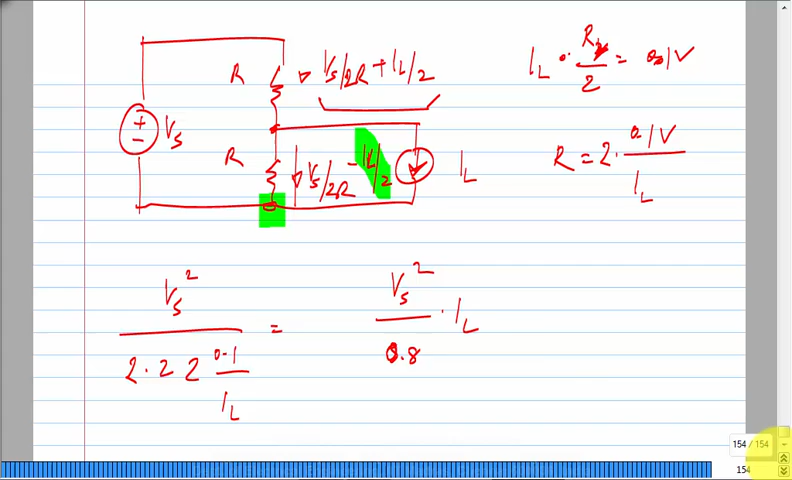 R
Vs/2R + IL/2
IL · R/2 = 0.1V
+
−
Vs
R
Vs/2R − IL/2
IL
R = 2 · 0.1V / IL
Vs² / 2·2 2 0.1/IL = Vs² / 0.8 · IL
154 / 154
154